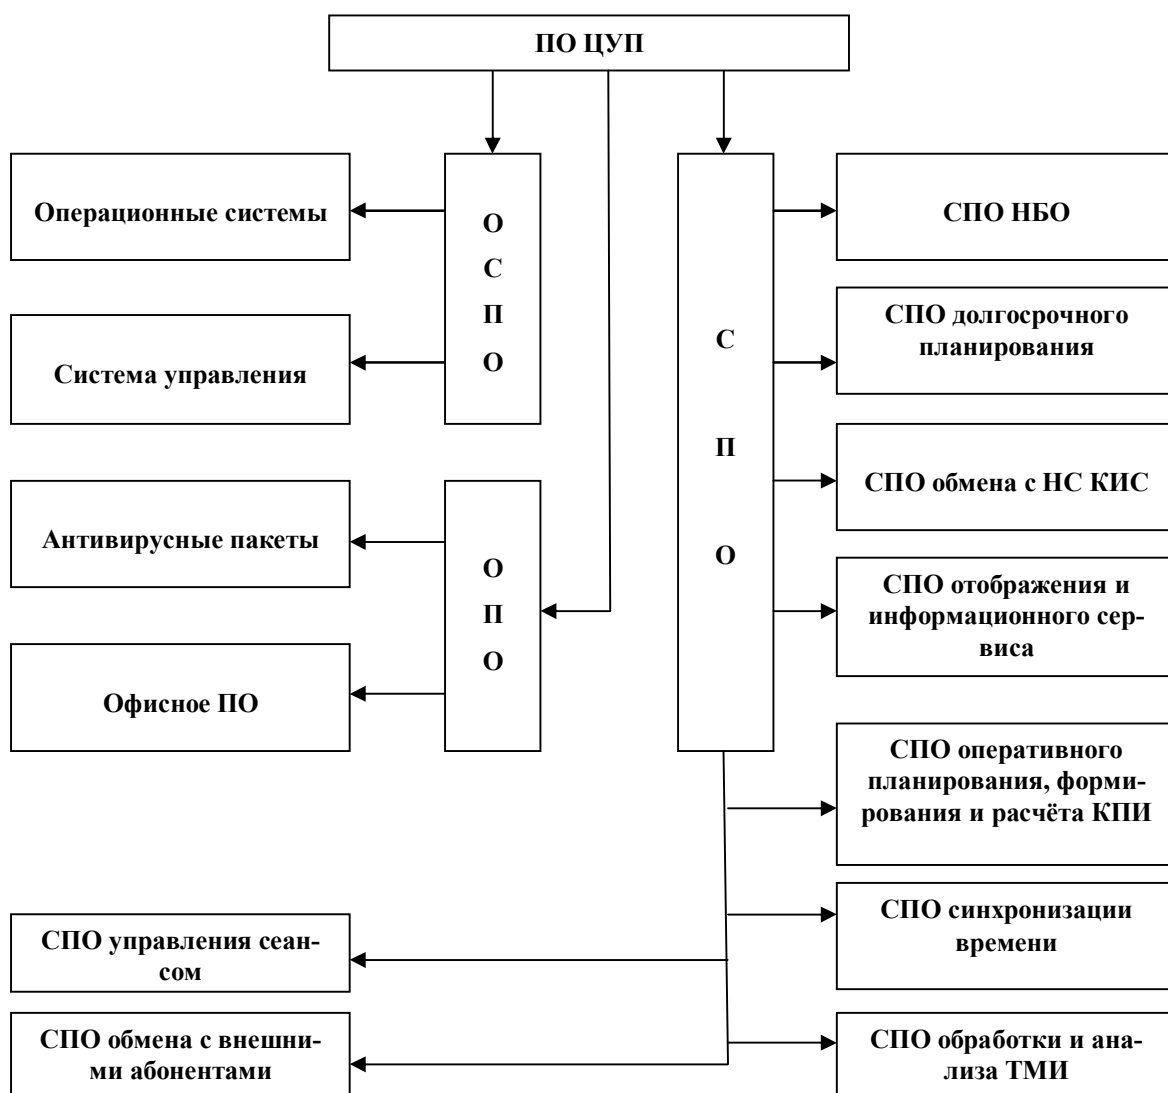 ПО ЦУП
Операционные системы
Система управления
Антивирусные пакеты
Офисное ПО
О
С
П
О
О
П
О
С
П
О
СПО НБО
СПО долгосрочного
планирования
СПО обмена с НС КИС
СПО отображения и
информационного сер-
виса
СПО оперативного
планирования, форми-
рования и расчёта КПИ
СПО синхронизации
времени
СПО обработки и ана-
лиза ТМИ
СПО управления сеан-
сом
СПО обмена с внешни-
ми абонентами